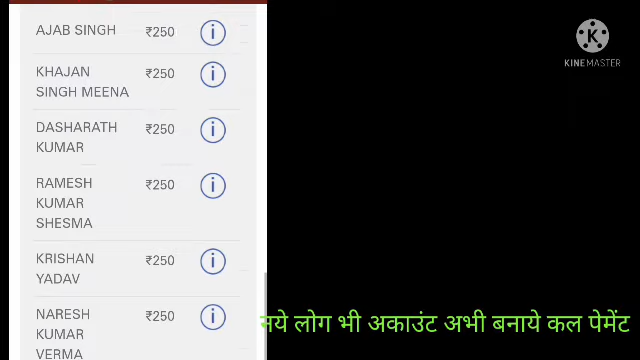 AJAB SINGH ₹250
KHAJAN
SINGH MEENA
₹250
DASHARATH
KUMAR
₹250
RAMESH
KUMAR
SHESMA
₹250
KRISHAN
YADAV
₹250
NARESH
KUMAR
VERMA
₹250
K
KINEMASTER
नये लोग भी अकाउंट अभी बनाये कल पेमेंट